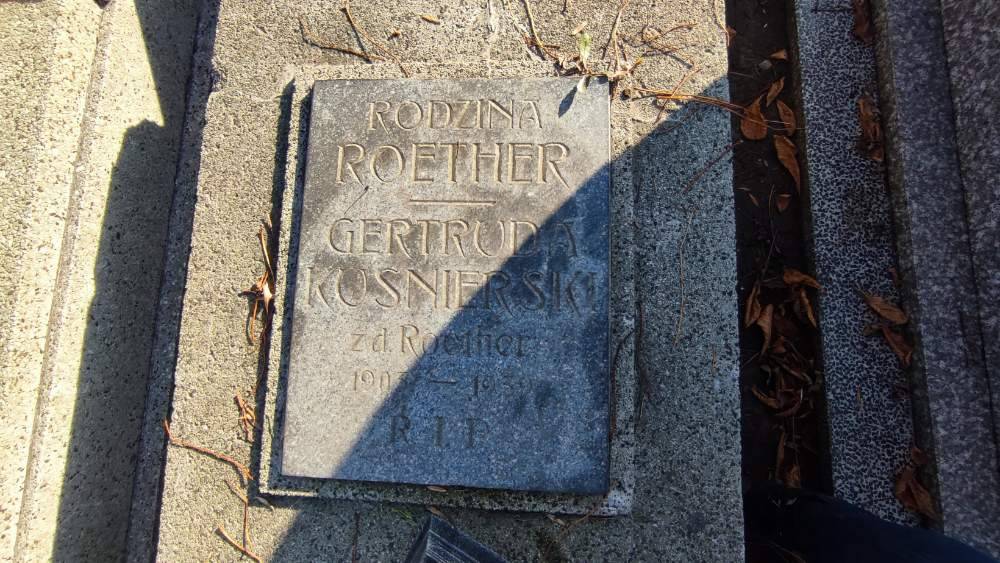 RODZINA
ROETHER
GERTRUDA
KOSNIERSKI
z d. Roether
R. I. P.